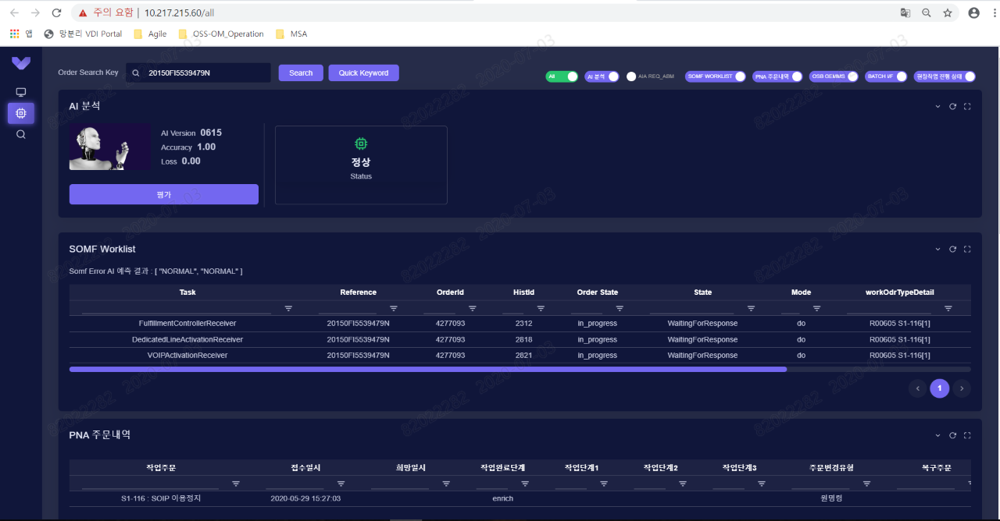 주의 요함 | 10.217.215.60/all
앱 망분리 VDI Portal Agile OSS-OM_Operation MSA
Order Search Key 20150FI5539479N Search Quick Keyword
All AI 분석 AIA REQ_ABM SOMF WORKLIST PNA 주문내역 OSB OEMMS BATCH I/F 현장작업 진행 상태
AI 분석
AI Version 0615
Accuracy 1.00
Loss 0.00
평가
정상
Status
SOMF Worklist
Somf Error AI 예측 결과 : [ "NORMAL", "NORMAL" ]
Task Reference OrderId HistId Order State State Mode workOdrTypeDetail
FulfillmentControllerReceiver 20150FI5539479N 4277093 2312 in_progress WaitingForResponse do R00605 S1-116[1]
DedicatedLineActivationReceiver 20150FI5539479N 4277093 2818 in_progress WaitingForResponse do R00605 S1-116[1]
VOIPActivationReceiver 20150FI5539479N 4277093 2821 in_progress WaitingForResponse do R00605 S1-116[1]
1
PNA 주문내역
작업주문 접수일시 희망일시 작업완료단계 작업단계1 작업단계2 작업단계3 주문변경유형 복구주문
S1-116 : SOIP 이용정지 2020-05-29 15:27:03 enrich 원명령
82022282 2020-07-03